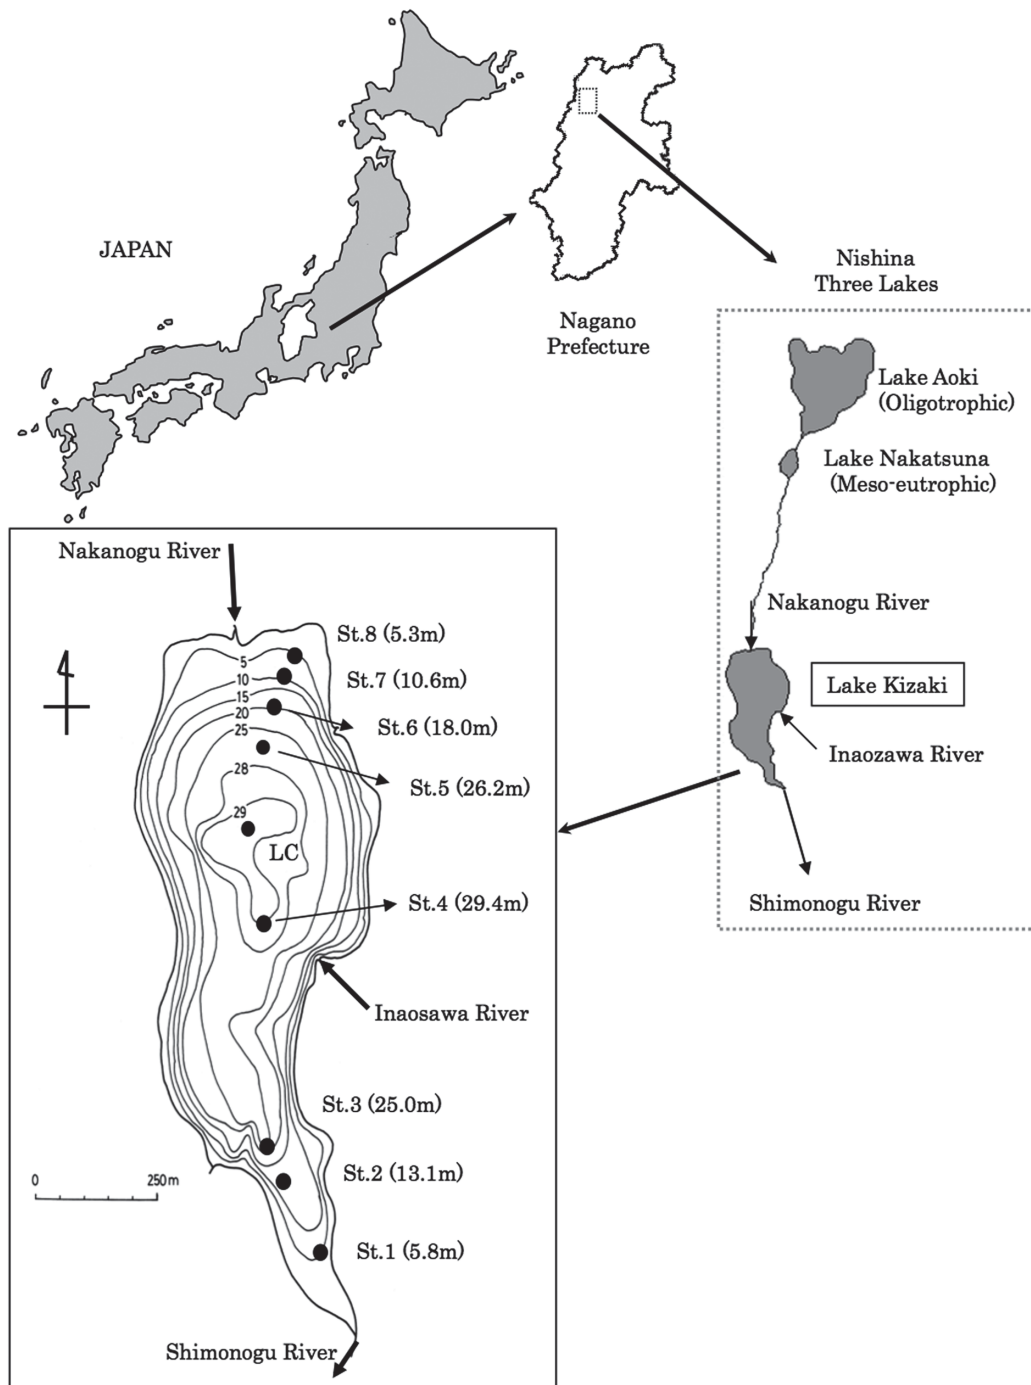 JAPAN
Nagano
Prefecture
Nishina
Three Lakes
Lake Aoki
(Oligotrophic)
Lake Nakatsuna
(Meso-eutrophic)
Nakanogu River
Lake Kizaki
Inaozawa River
Shimonogu River
Nakanogu River
St.8 (5.3m)
5
St.7 (10.6m)
10
15
20
St.6 (18.0m)
25
28
St.5 (26.2m)
29
LC
St.4 (29.4m)
Inaosawa River
St.3 (25.0m)
St.2 (13.1m)
0 250m
St.1 (5.8m)
Shimonogu River